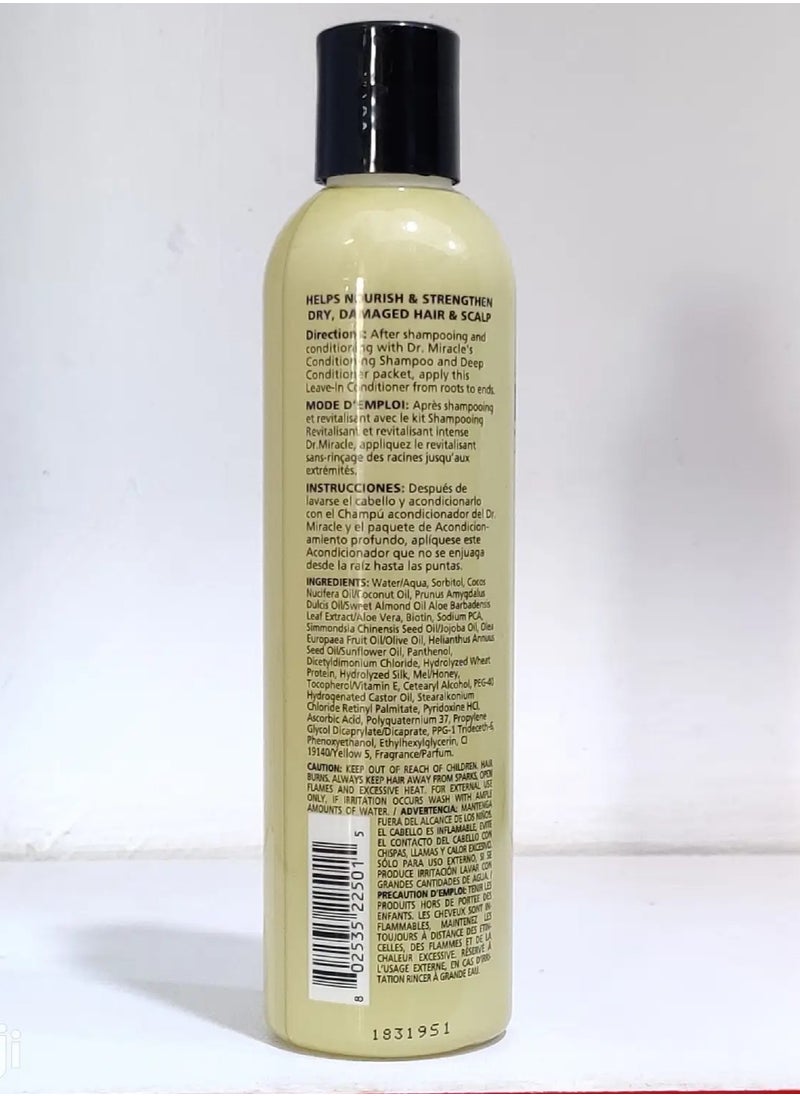 HELPS NOURISH & STRENGTHEN
DRY, DAMAGED HAIR & SCALP
Directions: After shampooing and
conditioning with Dr. Miracle's
Conditioning Shampoo and Deep
Conditioner packet, apply this
Leave-In Conditioner from roots to ends.
MODE D'EMPLOI: Après shampooing
et revitalisant avec le kit Shampooing
Revitalisant et revitalisant intense
Dr.Miracle, appliquez le revitalisant
sans-rinçage des racines jusqu'aux
extrémités.
INSTRUCCIONES: Después de
lavarse el cabello y acondicionarlo
con el Champú acondicionador del Dr.
Miracle y el paquete de Acondicion-
amiento profundo, aplíquese este
Acondicionador que no se enjuaga
desde la raíz hasta las puntas.
INGREDIENTS: Water/Aqua, Sorbitol, Cocos
Nucifera Oil/Coconut Oil, Prunus Amygdalus
Dulcis Oil/Sweet Almond Oil Aloe Barbadensis
Leaf Extract/Aloe Vera, Biotin, Sodium PCA,
Simmondsia Chinensis Seed Oil/Jojoba Oil, Olea
Europaea Fruit Oil/Olive Oil, Helianthus Annuus
Seed Oil/Sunflower Oil, Panthenol,
Dicetyldimonium Chloride, Hydrolyzed Wheat
Protein, Hydrolyzed Silk, Mel/Honey,
Tocopherol/Vitamin E, Cetearyl Alcohol, PEG-40
Hydrogenated Castor Oil, Stearalkonium
Chloride Retinyl Palmitate, Pyridoxine HCl,
Ascorbic Acid, Polyquaternium 37, Propylene
Glycol Dicaprylate/Dicaprate, PPG-1 Trideceth-6,
Phenoxyethanol, Ethylhexylglycerin, CI
19140/Yellow 5, Fragrance/Parfum.
CAUTION: KEEP OUT OF REACH OF CHILDREN. HAIR
BURNS. ALWAYS KEEP HAIR AWAY FROM SPARKS, OPEN
FLAMES AND EXCESSIVE HEAT. FOR EXTERNAL USE
ONLY, IF IRRITATION OCCURS WASH WITH AMPLE
AMOUNTS OF WATER. / ADVERTENCIA: MANTENGA
FUERA DEL ALCANCE DE LOS NIÑOS.
EL CABELLO ES INFLAMABLE, EVITE
EL CONTACTO DEL CABELLO CON
CHISPAS, LLAMAS Y CALOR EXCESIVO.
SÓLO PARA USO EXTERNO, SI SE
PRODUCE IRRITACIÓN LAVAR CON
GRANDES CANTIDADES DE AGUA. /
PRECAUTION D'EMPLOI: TENIR LES
PRODUITS HORS DE PORTEE DES
ENFANTS. LES CHEVEUX SONT IN-
FLAMMABLES, MAINTENEZ LES
TOUJOURS À DISTANCE DES ÉTIN-
CELLES, DES FLAMMES ET DE LA
CHALEUR EXCESSIVE. RÉSERVÉ À
L'USAGE EXTERNE, EN CAS D'IRRI-
TATION RINCER À GRANDE EAU.
8 02535 22501 5
1831951